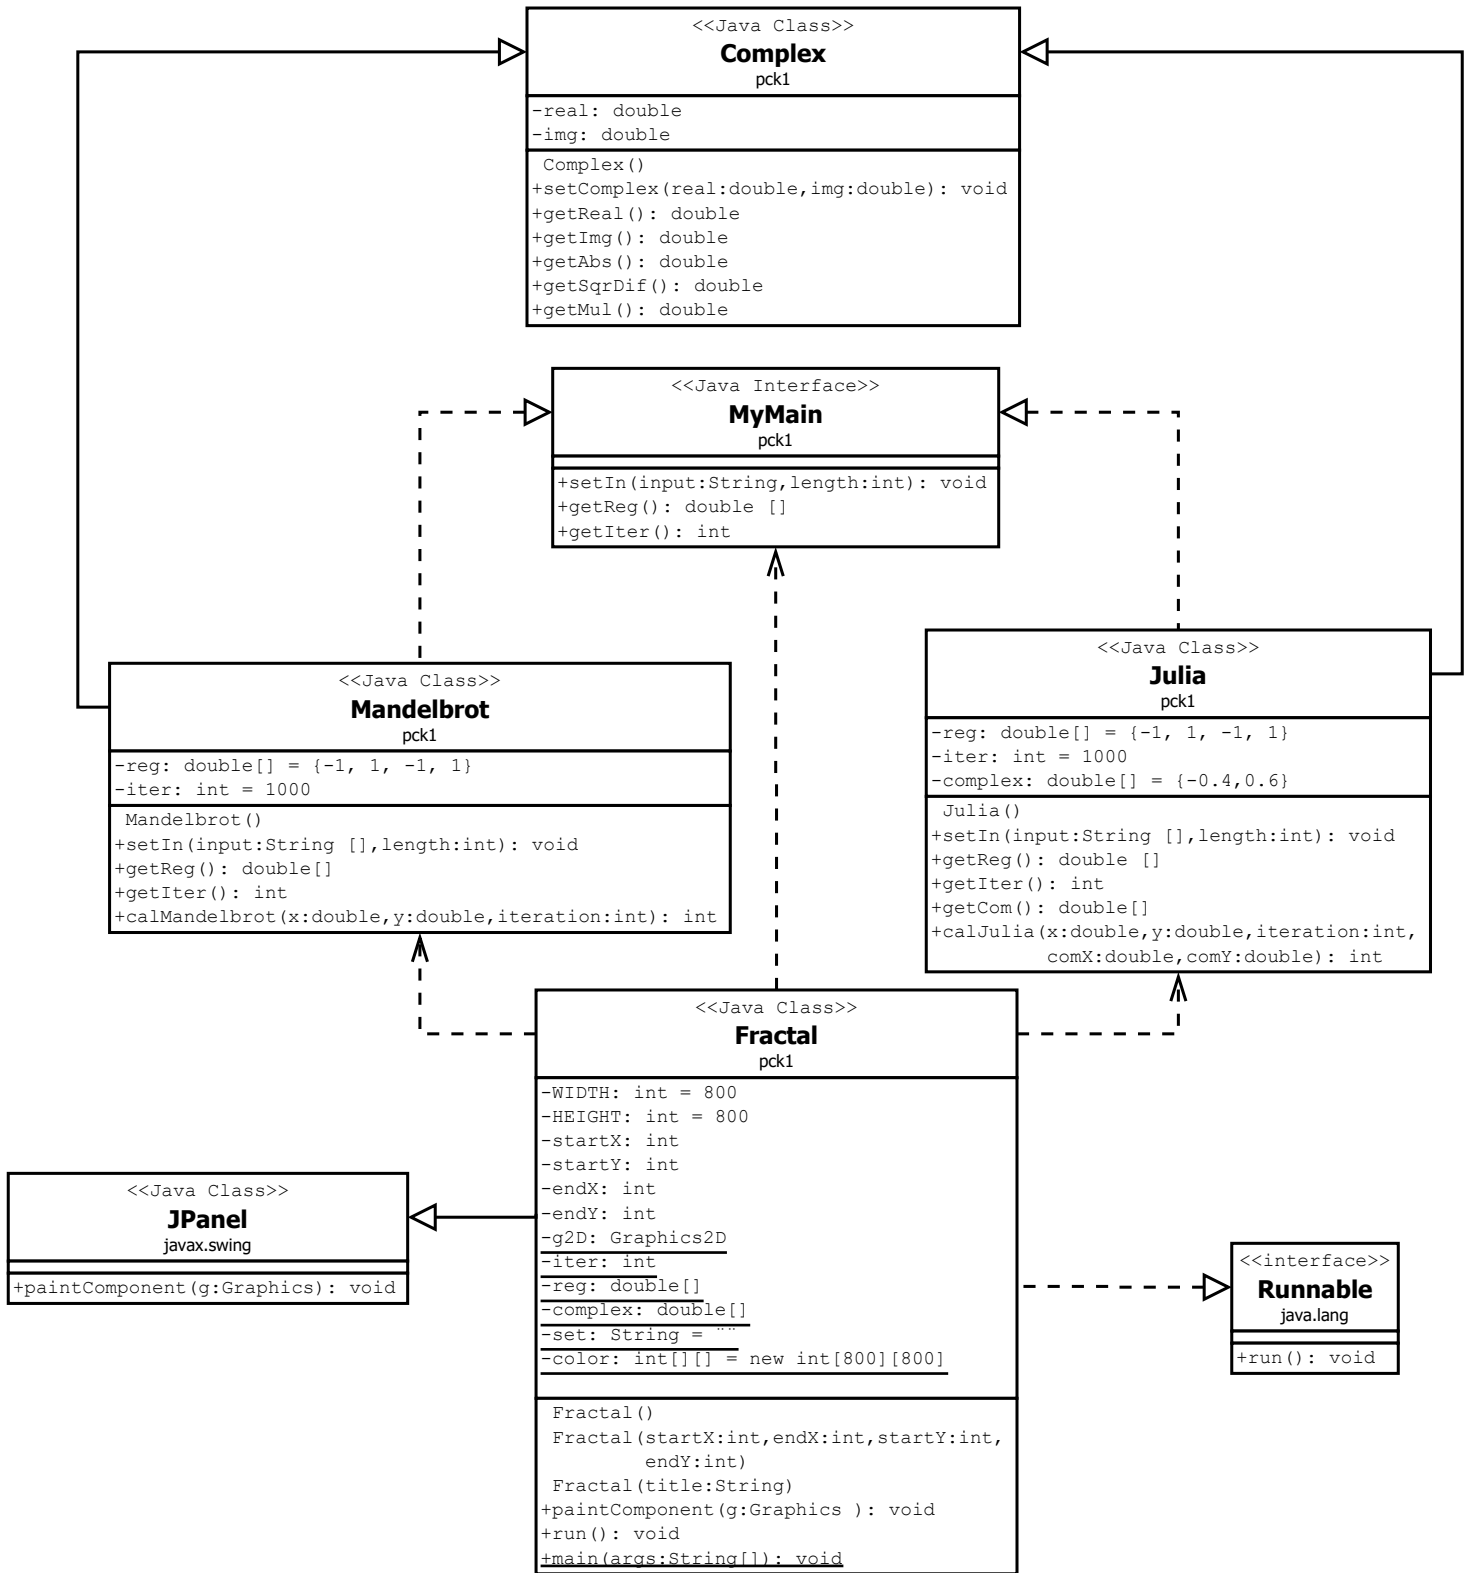 <<Java Class>>
Complex
pck1
-real: double
-img: double
Complex()
+setComplex(real:double,img:double): void
+getReal(): double
+getImg(): double
+getAbs(): double
+getSqrDif(): double
+getMul(): double
<<Java Interface>>
MyMain
pck1
+setIn(input:String,length:int): void
+getReg(): double []
+getIter(): int
<<Java Class>>
Mandelbrot
pck1
-reg: double[] = {-1, 1, -1, 1}
-iter: int = 1000
Mandelbrot()
+setIn(input:String [],length:int): void
+getReg(): double[]
+getIter(): int
+calMandelbrot(x:double,y:double,iteration:int): int
<<Java Class>>
Julia
pck1
-reg: double[] = {-1, 1, -1, 1}
-iter: int = 1000
-complex: double[] = {-0.4,0.6}
Julia()
+setIn(input:String [],length:int): void
+getReg(): double []
+getIter(): int
+getCom(): double[]
+calJulia(x:double,y:double,iteration:int,
comX:double,comY:double): int
<<Java Class>>
Fractal
pck1
-WIDTH: int = 800
-HEIGHT: int = 800
-startX: int
-startY: int
-endX: int
-endY: int
-g2D: Graphics2D
-iter: int
-reg: double[]
-complex: double[]
-set: String = ""
-color: int[][] = new int[800][800]
Fractal()
Fractal(startX:int,endX:int,startY:int,
endY:int)
Fractal(title:String)
+paintComponent(g:Graphics ): void
+run(): void
+main(args:String[]): void
<<Java Class>>
JPanel
javax.swing
+paintComponent(g:Graphics): void
<<interface>>
Runnable
java.lang
+run(): void